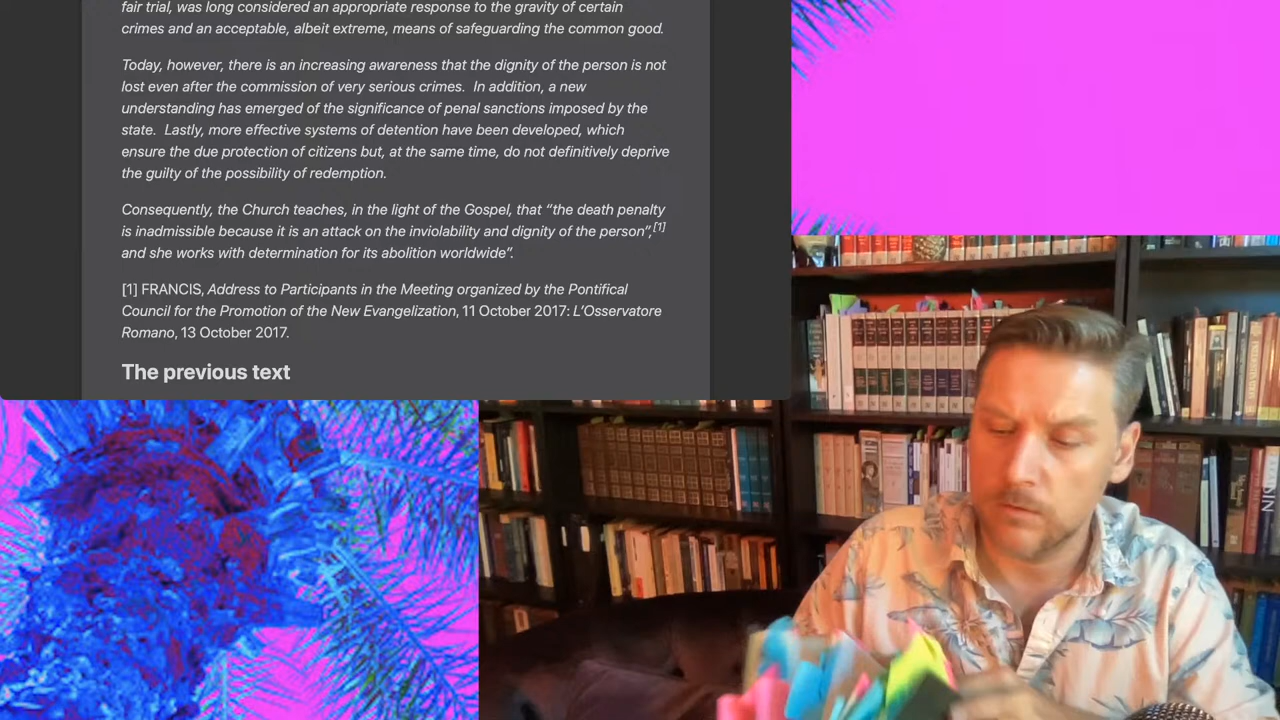 fair trial, was long considered an appropriate response to the gravity of certain
crimes and an acceptable, albeit extreme, means of safeguarding the common good.
Today, however, there is an increasing awareness that the dignity of the person is not
lost even after the commission of very serious crimes.  In addition, a new
understanding has emerged of the significance of penal sanctions imposed by the
state.  Lastly, more effective systems of detention have been developed, which
ensure the due protection of citizens but, at the same time, do not definitively deprive
the guilty of the possibility of redemption.
Consequently, the Church teaches, in the light of the Gospel, that “the death penalty
is inadmissible because it is an attack on the inviolability and dignity of the person”,[1]
and she works with determination for its abolition worldwide”.
[1] FRANCIS, Address to Participants in the Meeting organized by the Pontifical
Council for the Promotion of the New Evangelization, 11 October 2017: L’Osservatore
Romano, 13 October 2017.
The previous text